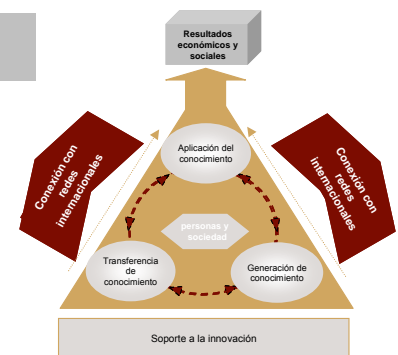 Resultados
económicos y
sociales
Aplicación del
conocimiento
Conexión con
redes
internacionales
Conexión con
redes
internacionales
personas y
sociedad
Transferencia
de
conocimiento
Generación de
conocimiento
Soporte a la innovación